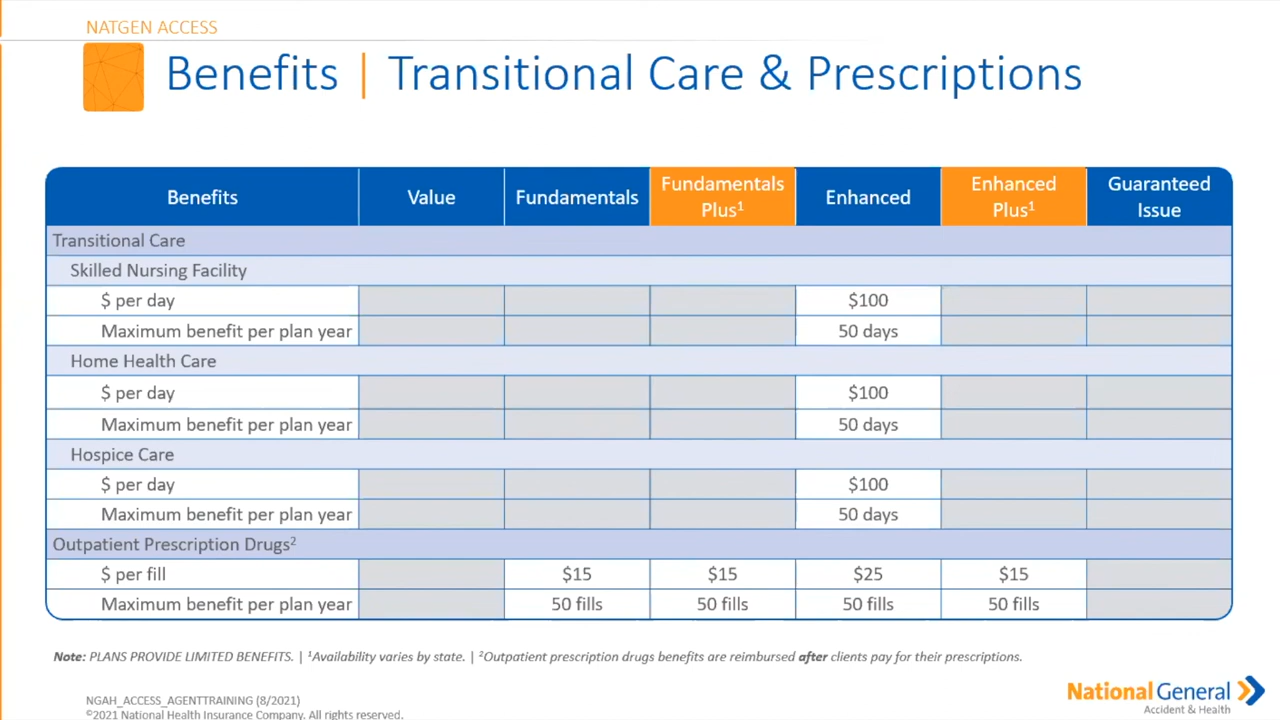 NATGEN ACCESS
Benefits | Transitional Care & Prescriptions
Benefits Value Fundamentals Fundamentals Plus¹ Enhanced Enhanced Plus¹ Guaranteed Issue
Transitional Care
Skilled Nursing Facility
$ per day $100
Maximum benefit per plan year 50 days
Home Health Care
$ per day $100
Maximum benefit per plan year 50 days
Hospice Care
$ per day $100
Maximum benefit per plan year 50 days
Outpatient Prescription Drugs²
$ per fill $15 $15 $25 $15
Maximum benefit per plan year 50 fills 50 fills 50 fills 50 fills
Note: PLANS PROVIDE LIMITED BENEFITS. | ¹Availability varies by state. | ²Outpatient prescription drugs benefits are reimbursed after clients pay for their prescriptions.
NGAH_ACCESS_AGENTTRAINING (8/2021)
©2021 National Health Insurance Company. All rights reserved.
National General
Accident & Health